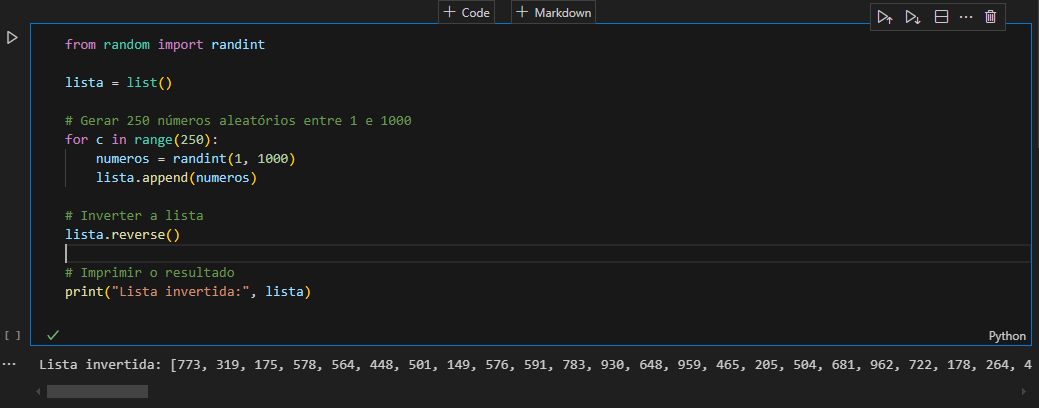 + Code + Markdown
from random import randint
lista = list()
# Gerar 250 números aleatórios entre 1 e 1000
for c in range(250):
    numeros = randint(1, 1000)
    lista.append(numeros)
# Inverter a lista
lista.reverse()
# Imprimir o resultado
print("Lista invertida:", lista)
[ ]
Python
Lista invertida: [773, 319, 175, 578, 564, 448, 501, 149, 576, 591, 783, 930, 648, 959, 465, 205, 504, 681, 962, 722, 178, 264, 4